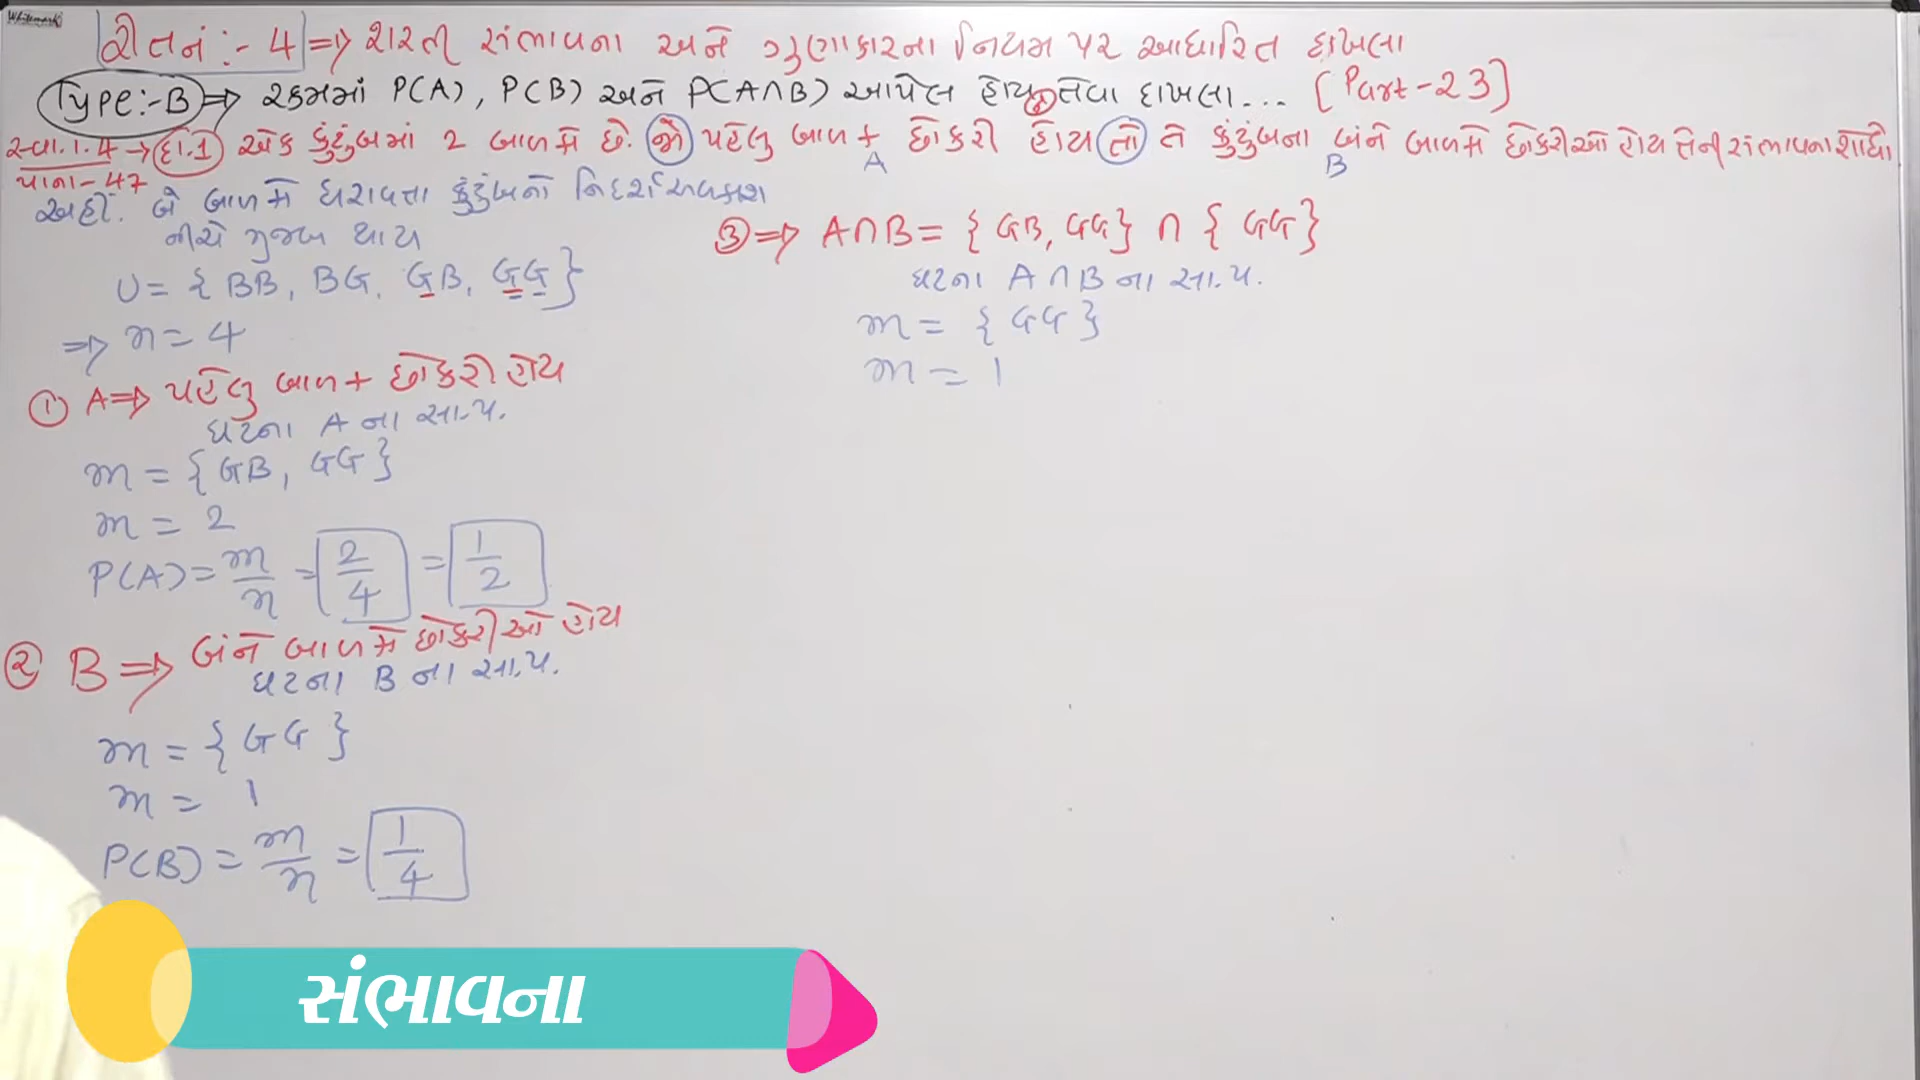 Whitemark
રીતનં:- 4 ⇒ શરતી સંભાવના અને ગુણાકારના નિયમ પર આધારિત દાખલા
Type:-B ⇒ રકમમાં P(A), P(B) અને P(A∩B) આપેલ હોય તેવા દાખલા... [Part-23]
સ્વા.1.4 → દા.1 એક કુટુંબમાં 2 બાળકો છે. જો પહેલુ બાળક છોકરી હોય તો તે કુટુંબના બંને બાળકો છોકરીઓ હોય તેની સંભાવના શોધો
પાના-47
A
B
અહીં. બે બાળકો ધરાવતા કુટુંબનો નિદર્શાવકાશ
નીચે મુજબ થાય
U = { BB, BG, GB, GG }
⇒ n = 4
① A ⇒ પહેલુ બાળક છોકરી હોય
ઘટના A ના સા.પ.
m = { GB, GG }
m = 2
P(A) = m/n = 2/4 = 1/2
② B ⇒ બંને બાળકો છોકરીઓ હોય
ઘટના B ના સા.પ.
m = { GG }
m = 1
P(B) = m/n = 1/4
③ ⇒ A∩B = { GB, GG } ∩ { GG }
ઘટના A∩B ના સા.પ.
m = { GG }
m = 1
સંભાવના